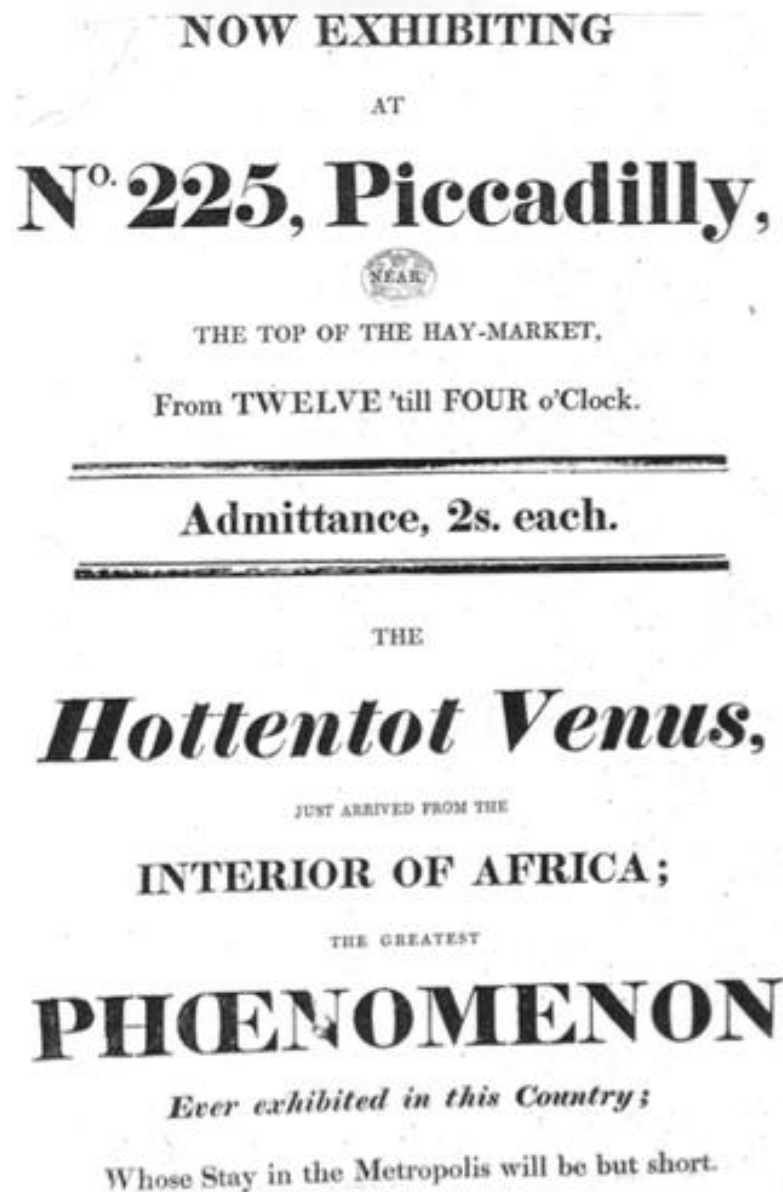 NOW EXHIBITING
AT
No. 225, Piccadilly,
NEAR
THE TOP OF THE HAY-MARKET,
From TWELVE 'till FOUR o'Clock.
Admittance, 2s. each.
THE
Hottentot Venus,
JUST ARRIVED FROM THE
INTERIOR OF AFRICA;
THE GREATEST
PHŒNOMENON
Ever exhibited in this Country;
Whose Stay in the Metropolis will be but short.